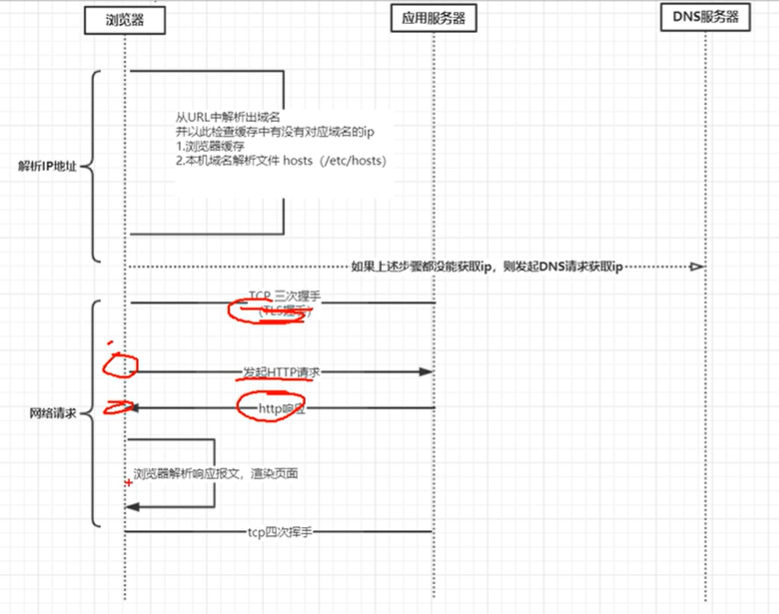 浏览器
应用服务器
DNS服务器
从URL中解析出域名
并以此检查缓存中有没有对应域名的ip
1.浏览器缓存
2.本机域名解析文件 hosts（/etc/hosts）
解析IP地址
如果上述步骤都没能获取ip，则发起DNS请求获取ip
TCP 三次握手
（TLS握手）
发起HTTP请求
http响应
网络请求
浏览器解析响应报文，渲染页面
tcp四次挥手